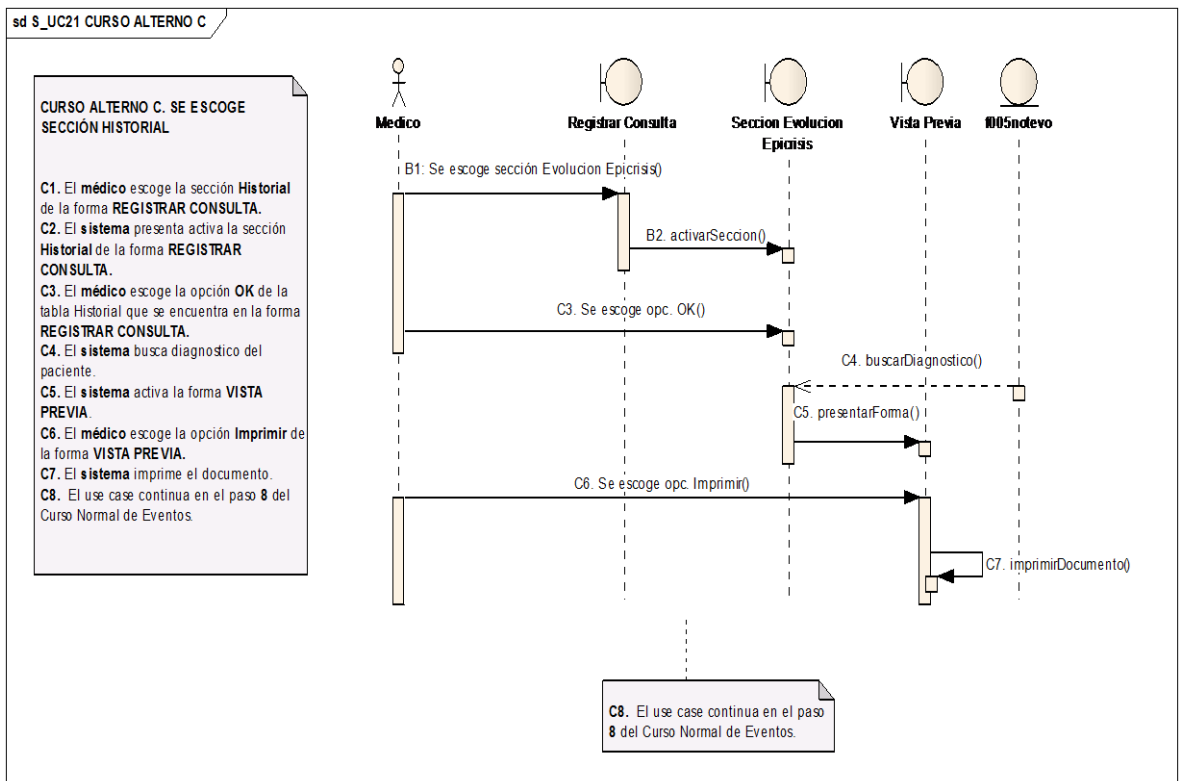 sd S_UC21 CURSO ALTERNO C
CURSO ALTERNO C. SE ESCOGE
SECCIÓN HISTORIAL
C1. El médico escoge la sección Historial
de la forma REGISTRAR CONSULTA.
C2. El sistema presenta activa la sección
Historial de la forma REGISTRAR
CONSULTA.
C3. El médico escoge la opción OK de la
tabla Historial que se encuentra en la forma
REGISTRAR CONSULTA.
C4. El sistema busca diagnostico del
paciente.
C5. El sistema activa la forma VISTA
PREVIA.
C6. El médico escoge la opción Imprimir de
la forma VISTA PREVIA.
C7. El sistema imprime el documento.
C8. El use case continua en el paso 8 del
Curso Normal de Eventos.
Medico
Registrar Consulta
Seccion Evolucion
Epicrisis
Vista Previa
f005notevo
B1: Se escoge sección Evolucion Epicrisis()
B2. activarSeccion()
C3. Se escoge opc. OK()
C4. buscarDiagnostico()
C5. presentarForma()
C6. Se escoge opc. Imprimir()
C7. imprimirDocumento()
C8. El use case continua en el paso
8 del Curso Normal de Eventos.